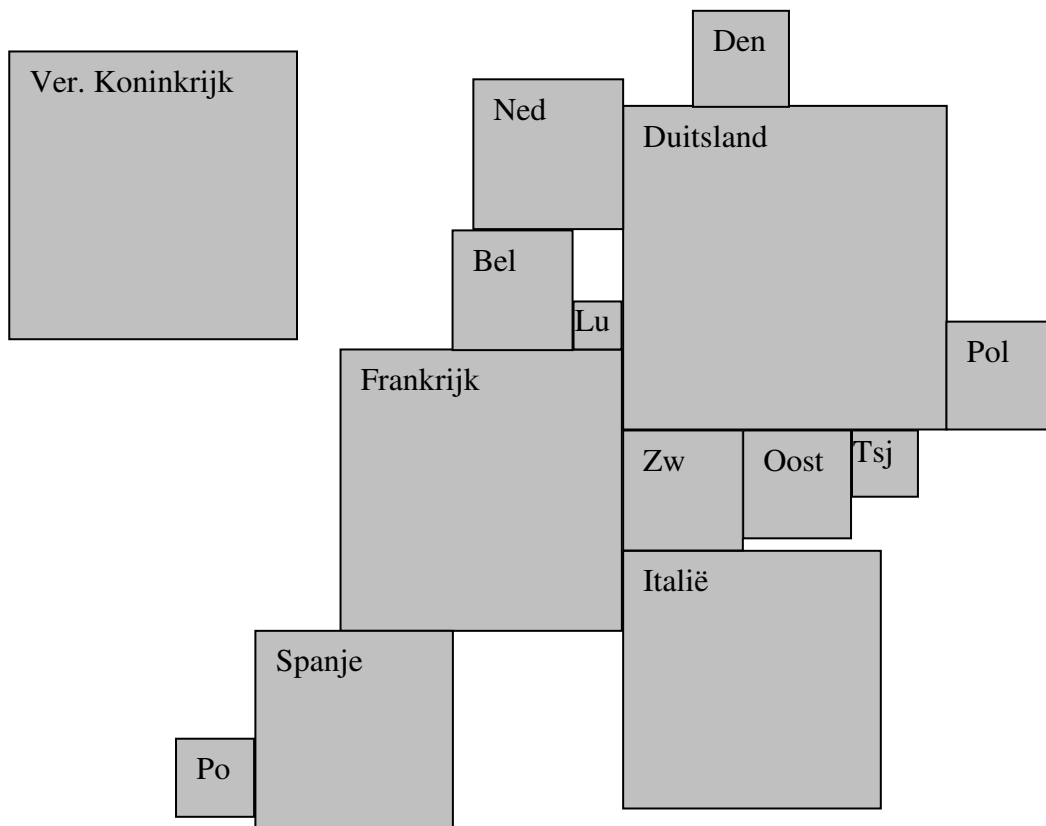 Den
Ver. Koninkrijk
Ned
Duitsland
Bel
Lu
Pol
Frankrijk
Zw
Oost
Tsj
Italië
Spanje
Po